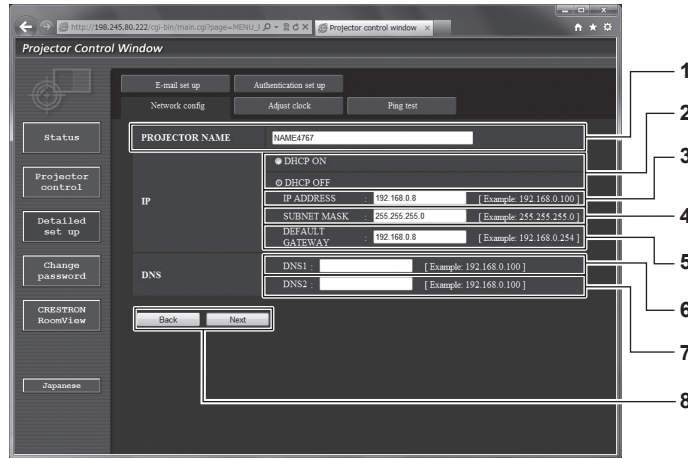 http://198.245.80.222/cgi-bin/main.cgi?page=MENU_ Projector control window
Projector Control Window
E-mail set up Authentication set up
Network config Adjust clock Ping test
Status
Projector control
Detailed set up
Change password
CRESTRON RoomView
Japanese
PROJECTOR NAME NAME4767
IP
DHCP ON
DHCP OFF
IP ADDRESS : 192.168.0.8 [ Example: 192.168.0.100 ]
SUBNET MASK : 255.255.255.0 [ Example: 255.255.255.0 ]
DEFAULT GATEWAY : 192.168.0.8 [ Example: 192.168.0.254 ]
DNS
DNS1 : [ Example: 192.168.0.100 ]
DNS2 : [ Example: 192.168.0.100 ]
Back Next
1
2
3
4
5
6
7
8